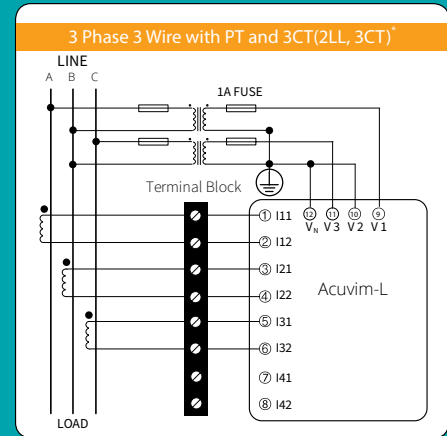 3 Phase 3 Wire with PT and 3CT(2LL, 3CT)*
LINE
A B C
1A FUSE
Terminal Block
12 11 10 9
VN V3 V2 V1
1 I11
2 I12
3 I21
4 I22
5 I31
6 I32
7 I41
8 I42
Acuvim-L
LOAD